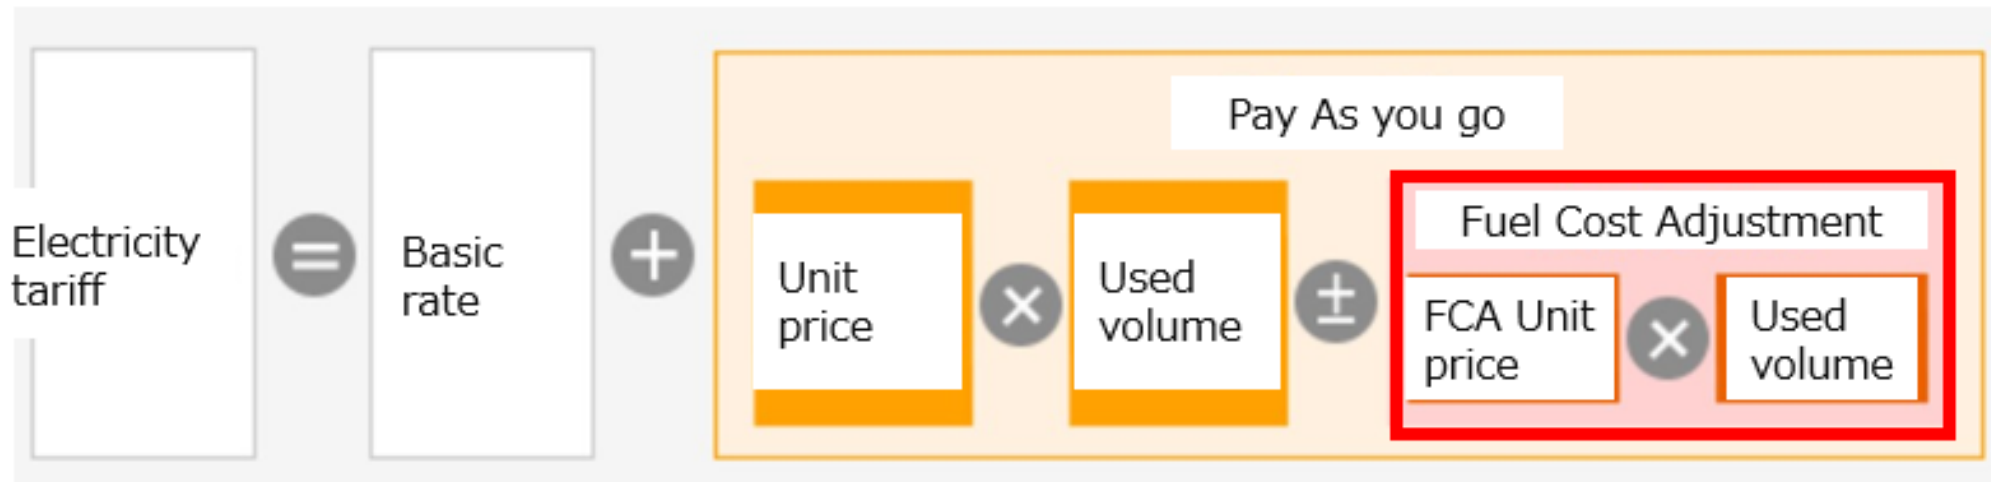 Electricity
tariff
=
Basic
rate
+
Pay As you go
Unit
price
×
Used
volume
±
Fuel Cost Adjustment
FCA Unit
price
×
Used
volume